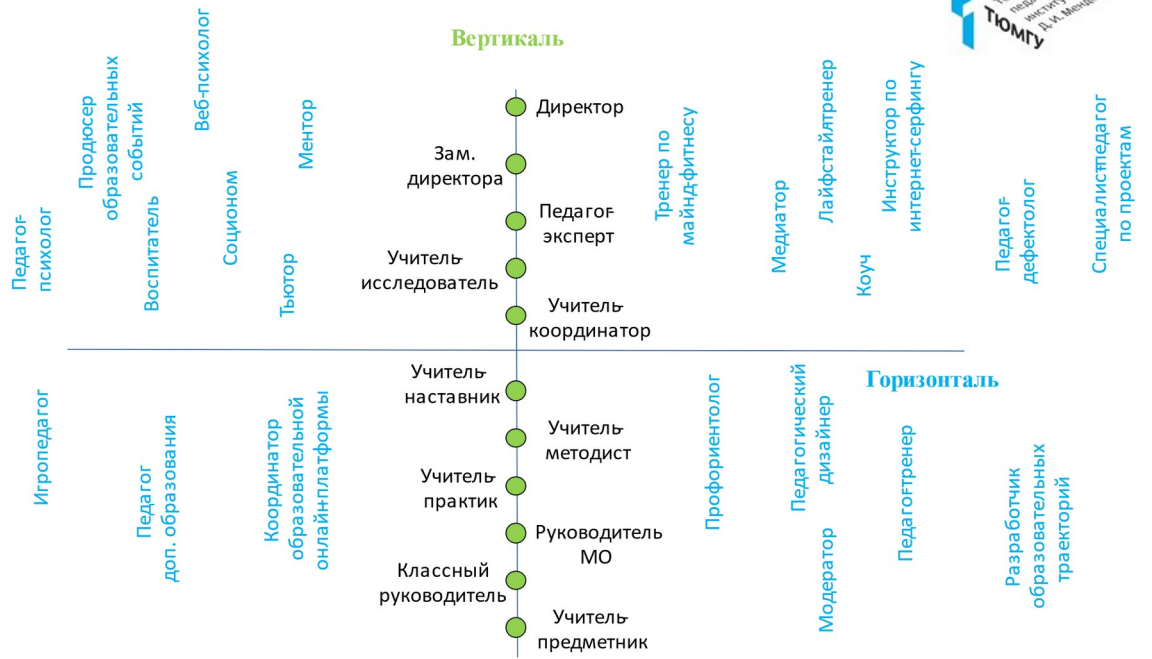 ТЮМГУ
Вертикаль
Директор
Зам.
директора
Педагог-
эксперт
Учитель-
исследователь
Учитель-
координатор
Учитель-
наставник
Учитель-
методист
Учитель-
практик
Руководитель
МО
Классный
руководитель
Учитель-
предметник
Горизонталь
Педагог-
психолог
Продюсер
образовательных
событий
Воспитатель
Веб-психолог
Соционом
Тьютор
Ментор
Тренер по
майнд-фитнесу
Медиатор
Лайфстайл-тренер
Коуч
Инструктор по
интернет-серфингу
Педагог-
дефектолог
Специалист-педагог
по проектам
Игропедагог
Педагог
доп. образования
Координатор
образовательной
онлайн-платформы
Профориентолог
Педагогический
дизайнер
Модератор
Педагог-тренер
Разработчик
образовательных
траекторий